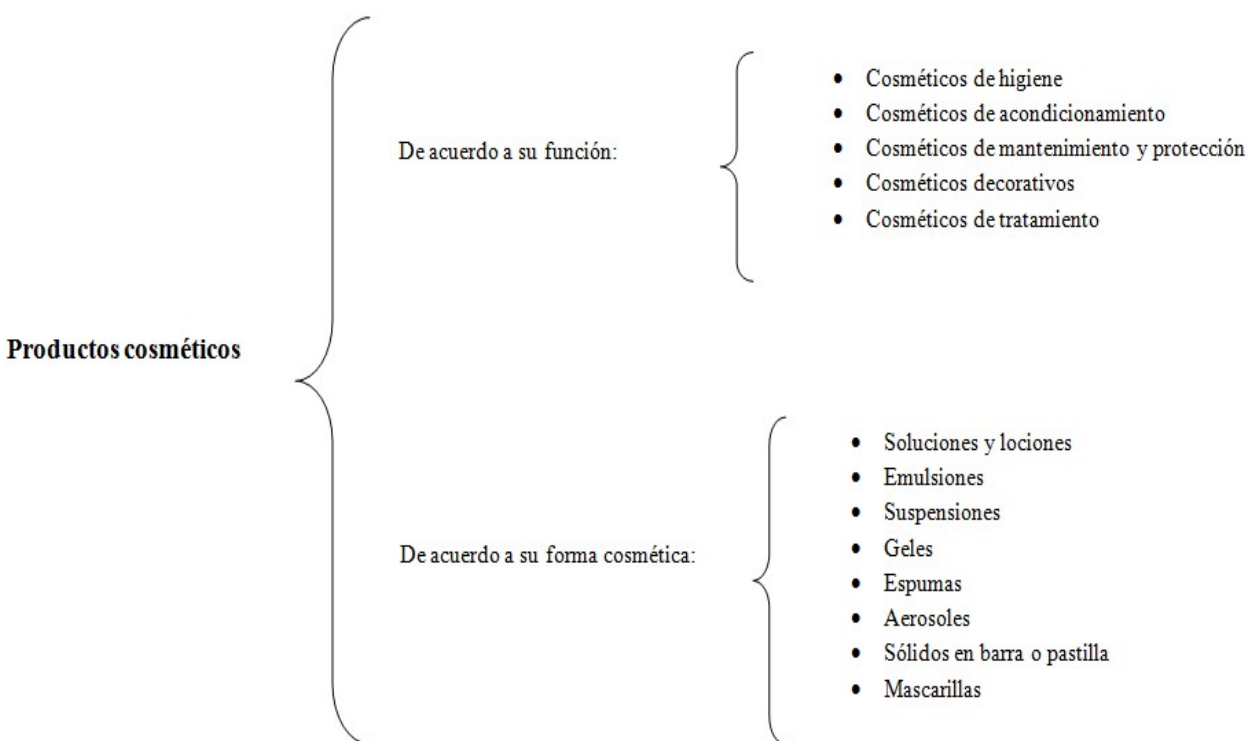 Productos cosméticos
De acuerdo a su función:
• Cosméticos de higiene
• Cosméticos de acondicionamiento
• Cosméticos de mantenimiento y protección
• Cosméticos decorativos
• Cosméticos de tratamiento
De acuerdo a su forma cosmética:
• Soluciones y lociones
• Emulsiones
• Suspensiones
• Geles
• Espumas
• Aerosoles
• Sólidos en barra o pastilla
• Mascarillas